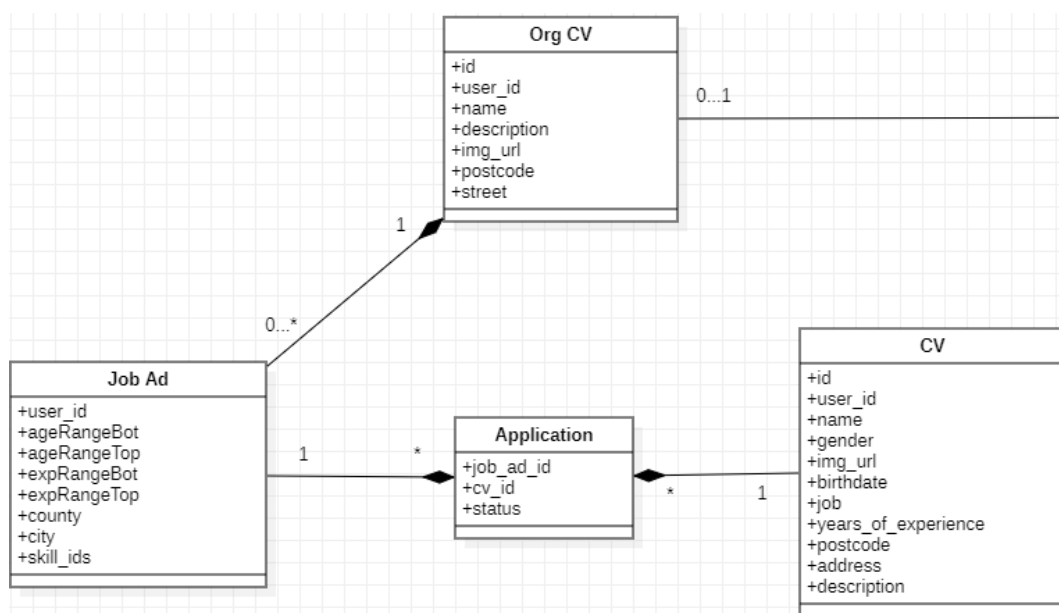 Org CV
+id
+user_id
+name
+description
+img_url
+postcode
+street
0...1
1
0...*
Job Ad
+user_id
+ageRangeBot
+ageRangeTop
+expRangeBot
+expRangeTop
+county
+city
+skill_ids
1
*
Application
+job_ad_id
+cv_id
+status
*
1
CV
+id
+user_id
+name
+gender
+img_url
+birthdate
+job
+years_of_experience
+postcode
+address
+description